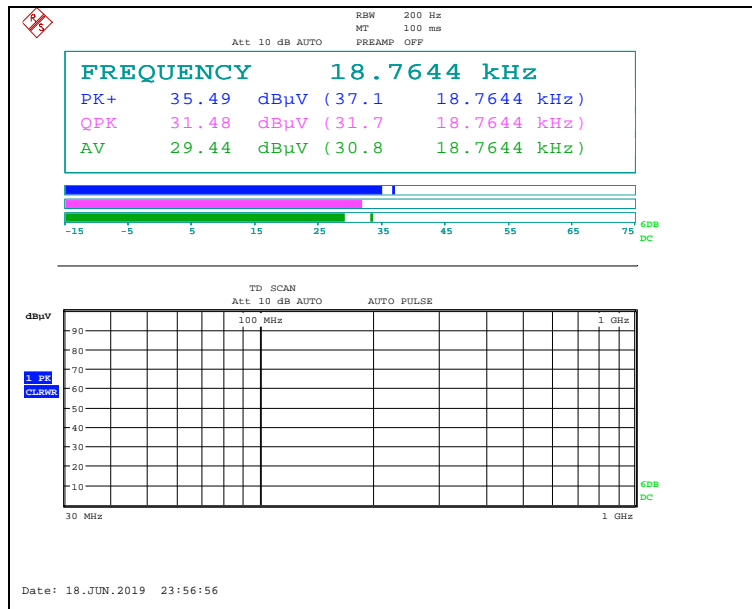 R S
RBW 200 Hz
MT 100 ms
Att 10 dB AUTO PREAMP OFF
FREQUENCY 18.7644 kHz
PK+ 35.49 dBµV (37.1 18.7644 kHz)
QPK 31.48 dBµV (31.7 18.7644 kHz)
AV 29.44 dBµV (30.8 18.7644 kHz)
-15 -5 5 15 25 35 45 55 65 75
6DB
DC
TD SCAN
Att 10 dB AUTO AUTO PULSE
dBµV
100 MHz 1 GHz
90
80
70
1 PK
CLRWR
60
50
40
30
20
10
6DB
DC
30 MHz 1 GHz
Date: 18.JUN.2019 23:56:56